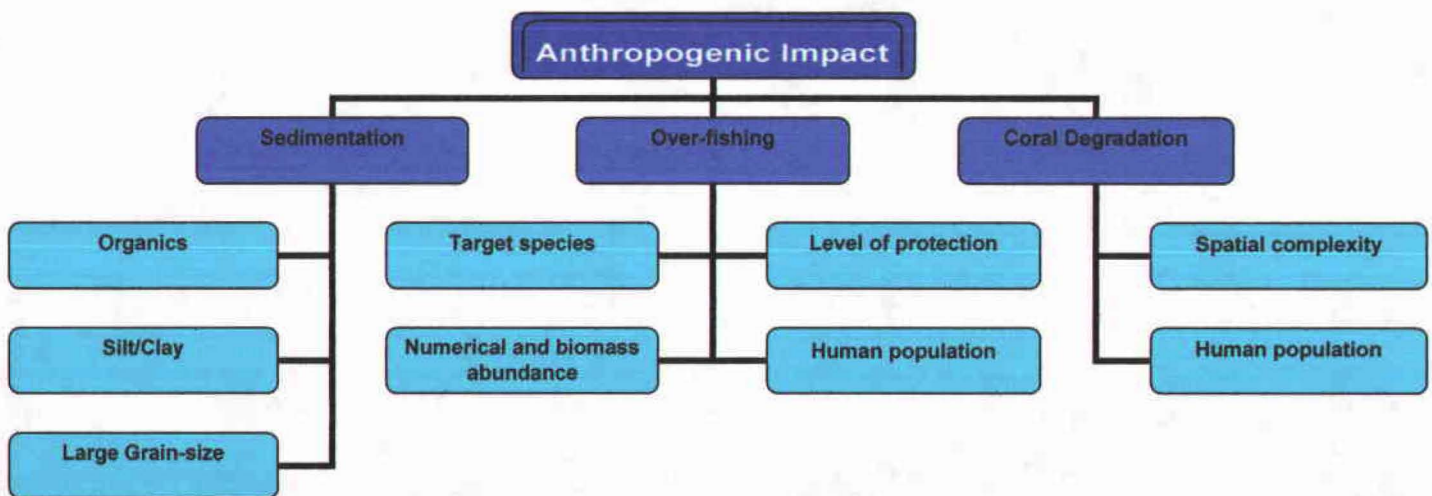 Anthropogenic Impact
Sedimentation
Over-fishing
Coral Degradation
Organics
Target species
Level of protection
Spatial complexity
Silt/Clay
Numerical and biomass
abundance
Human population
Human population
Large Grain-size